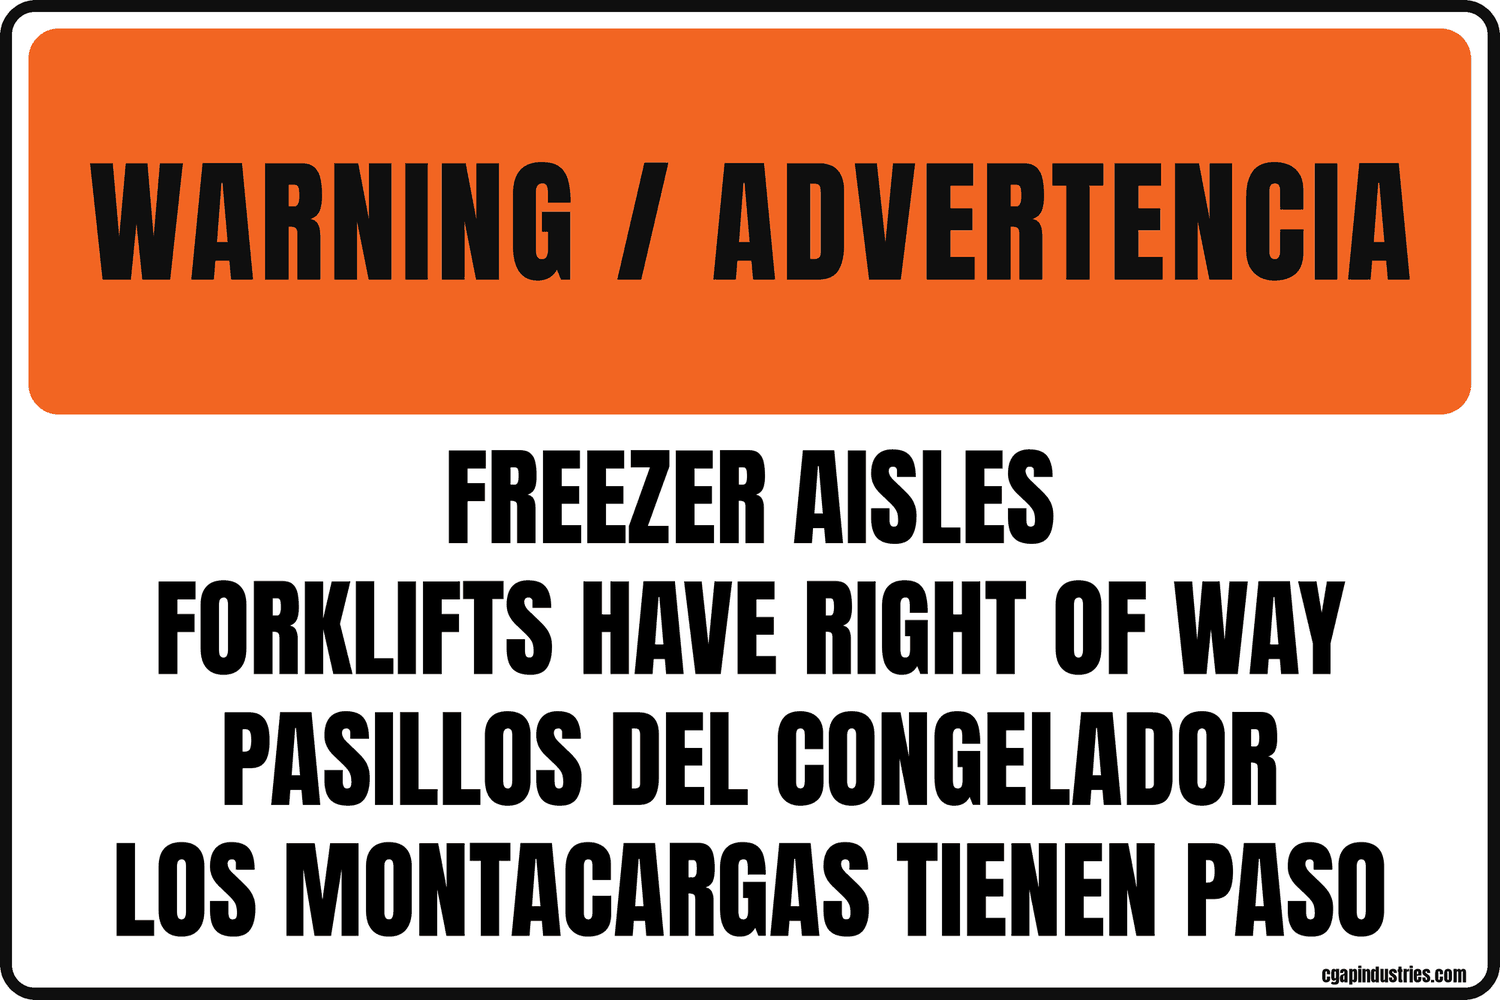 WARNING / ADVERTENCIA
FREEZER AISLES
FORKLIFTS HAVE RIGHT OF WAY
PASILLOS DEL CONGELADOR
LOS MONTACARGAS TIENEN PASO
cgapindustries.com